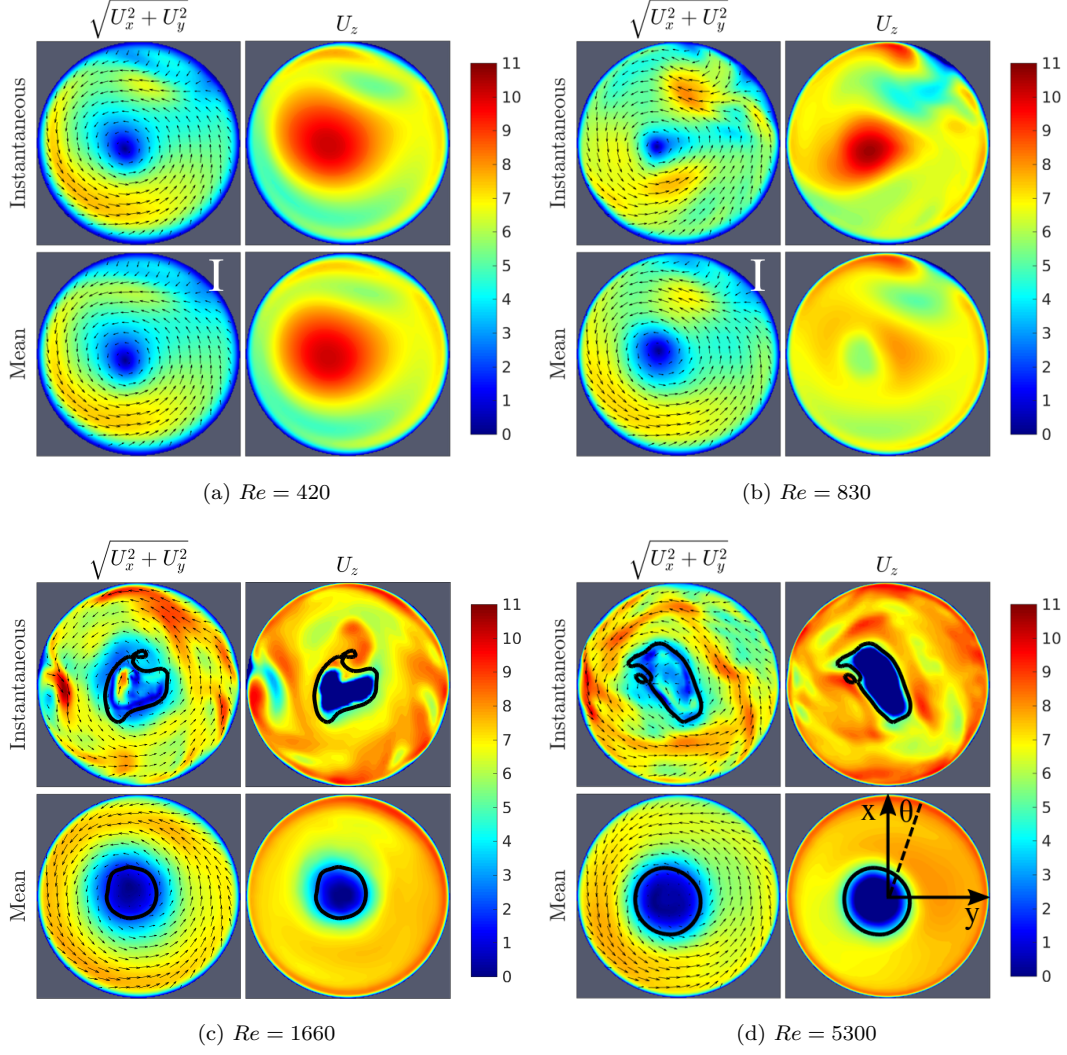 $\sqrt{U_x^2 + U_y^2}$ $U_z$
Instantaneous
Mean
I
11
10
9
8
7
6
5
4
3
2
1
0
(a) Re = 420
$\sqrt{U_x^2 + U_y^2}$ $U_z$
Instantaneous
Mean
I
11
10
9
8
7
6
5
4
3
2
1
0
(b) Re = 830
$\sqrt{U_x^2 + U_y^2}$ $U_z$
Instantaneous
Mean
11
10
9
8
7
6
5
4
3
2
1
0
(c) Re = 1660
$\sqrt{U_x^2 + U_y^2}$ $U_z$
Instantaneous
Mean
x θ
y
11
10
9
8
7
6
5
4
3
2
1
0
(d) Re = 5300